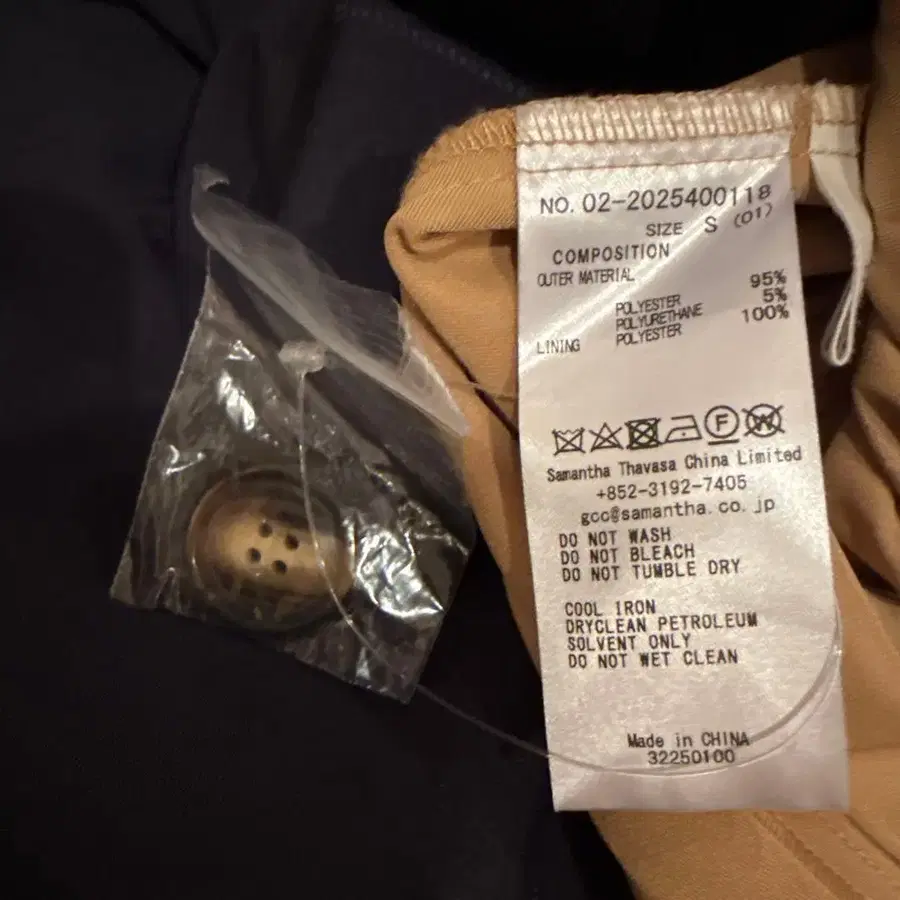 NO. 02-2025400118
SIZE S (01)
COMPOSITION
OUTER MATERIAL
POLYESTER 95%
POLYURETHANE 5%
LINING POLYESTER 100%
F W
Samantha Thavasa China Limited
+852-3192-7405
gcc@samantha.co.jp
DO NOT WASH
DO NOT BLEACH
DO NOT TUMBLE DRY
COOL IRON
DRYCLEAN PETROLEUM
SOLVENT ONLY
DO NOT WET CLEAN
Made in CHINA
32250100